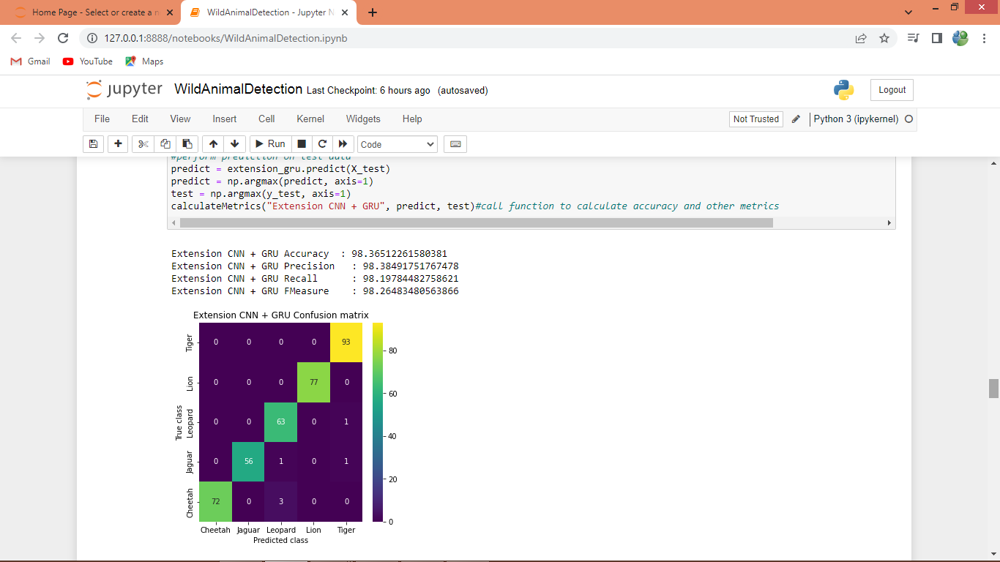 Home Page - Select or create a n
WildAnimalDetection - Jupyter N
127.0.0.1:8888/notebooks/WildAnimalDetection.ipynb
Gmail YouTube Maps
jupyter WildAnimalDetection Last Checkpoint: 6 hours ago (autosaved) Logout
File Edit View Insert Cell Kernel Widgets Help Not Trusted Python 3 (ipykernel)
Run Code
#perform prediction on test data
predict = extension_gru.predict(X_test)
predict = np.argmax(predict, axis=1)
test = np.argmax(y_test, axis=1)
calculateMetrics("Extension CNN + GRU", predict, test)#call function to calculate accuracy and other metrics
Extension CNN + GRU Accuracy : 98.36512261580381
Extension CNN + GRU Precision : 98.38491751767478
Extension CNN + GRU Recall : 98.19784482758621
Extension CNN + GRU FMeasure : 98.26483480563866
Extension CNN + GRU Confusion matrix
Tiger 0 0 0 0 93
Lion 0 0 0 77 0
True class
Leopard 0 0 63 0 1
Jaguar 0 56 1 0 1
Cheetah 72 0 3 0 0
Cheetah Jaguar Leopard Lion Tiger
Predicted class
80
60
40
20
0